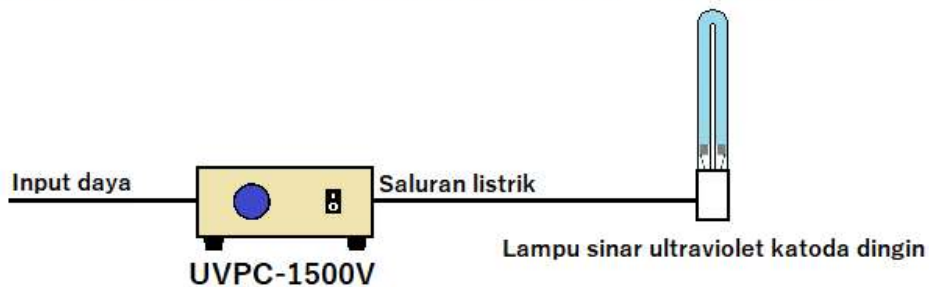 Input daya
Saluran listrik
Lampu sinar ultraviolet katoda dingin
UVPC-1500V